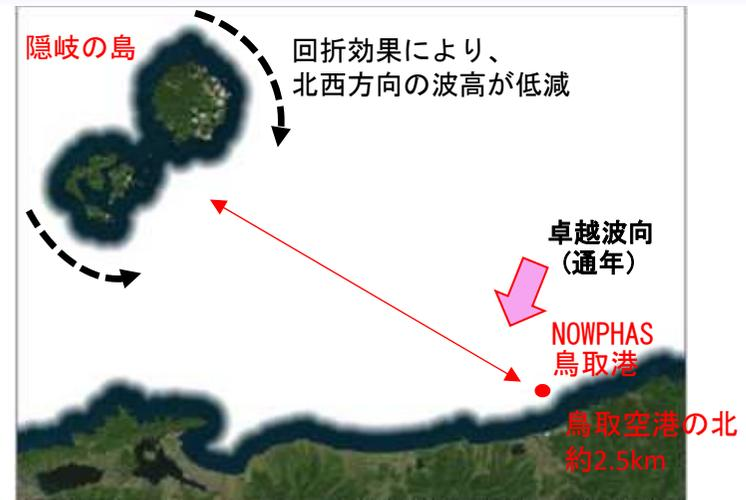 隠岐の島
回折効果により、
北西方向の波高が低減
卓越波向
(通年)
NOWPHAS
鳥取港
鳥取空港の北
約2.5km